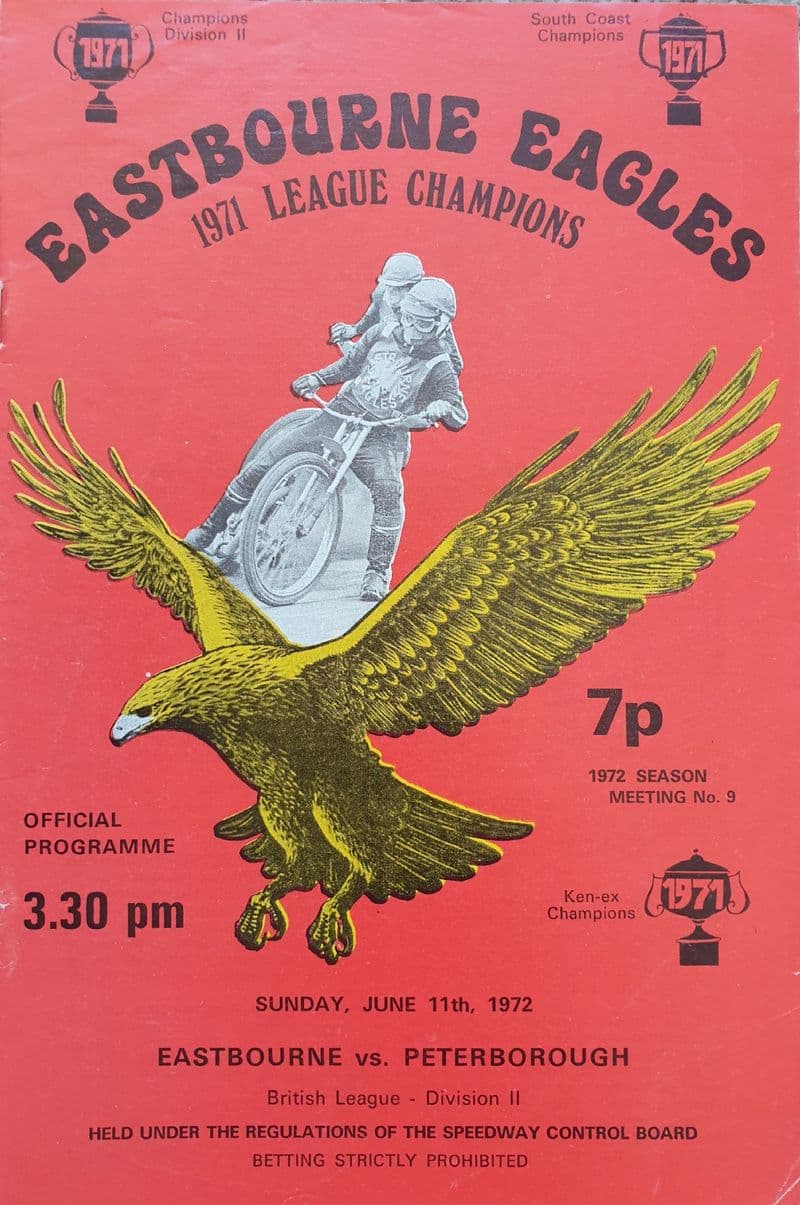 1971
Champions
Division II
South Coast
Champions
1971
EASTBOURNE EAGLES
1971 LEAGUE CHAMPIONS
EAGLES
7p
1972 SEASON
MEETING No. 9
OFFICIAL
PROGRAMME
3.30 pm
Ken-ex
Champions
1971
SUNDAY, JUNE 11th, 1972
EASTBOURNE vs. PETERBOROUGH
British League - Division II
HELD UNDER THE REGULATIONS OF THE SPEEDWAY CONTROL BOARD
BETTING STRICTLY PROHIBITED